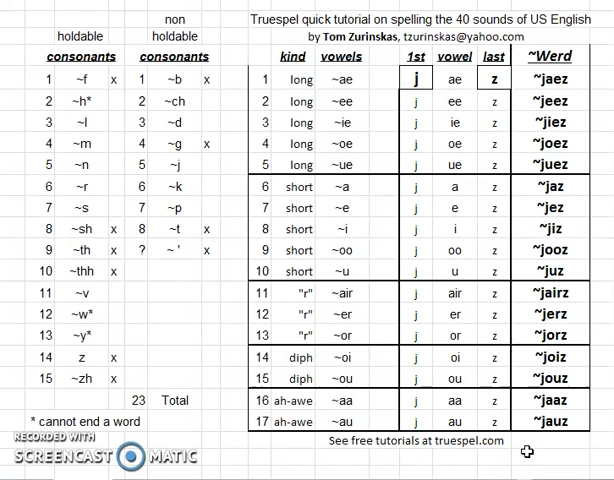 non Truespel quick tutorial on spelling the 40 sounds of US English
holdable holdable by Tom Zurinskas, tzurinskas@yahoo.com
consonants consonants kind vowels 1st vowel last ~Werd
1 ~f x 1 ~b x 1 long ~ae j ae z ~jaez
2 ~h* 2 ~ch 2 long ~ee j ee z ~jeez
3 ~l 3 ~d 3 long ~ie j ie z ~jiez
4 ~m 4 ~g x 4 long ~oe j oe z ~joez
5 ~n 5 ~j 5 long ~ue j ue z ~juez
6 ~r 6 ~k 6 short ~a j a z ~jaz
7 ~s 7 ~p 7 short ~e j e z ~jez
8 ~sh x 8 ~t x 8 short ~i j i z ~jiz
9 ~th x ? ~ ' x 9 short ~oo j oo z ~jooz
10 ~thh x 10 short ~u j u z ~juz
11 ~v 11 "r" ~air j air z ~jairz
12 ~w* 12 "r" ~er j er z ~jerz
13 ~y* 13 "r" ~or j or z ~jorz
14 z x 14 diph ~oi j oi z ~joiz
15 ~zh x 15 diph ~ou j ou z ~jouz
23 Total 16 ah-awe ~aa j aa z ~jaaz
* cannot end a word 17 ah-awe ~au j au z ~jauz
RECORDED WITH See free tutorials at truespel.com
SCREENCAST MATIC